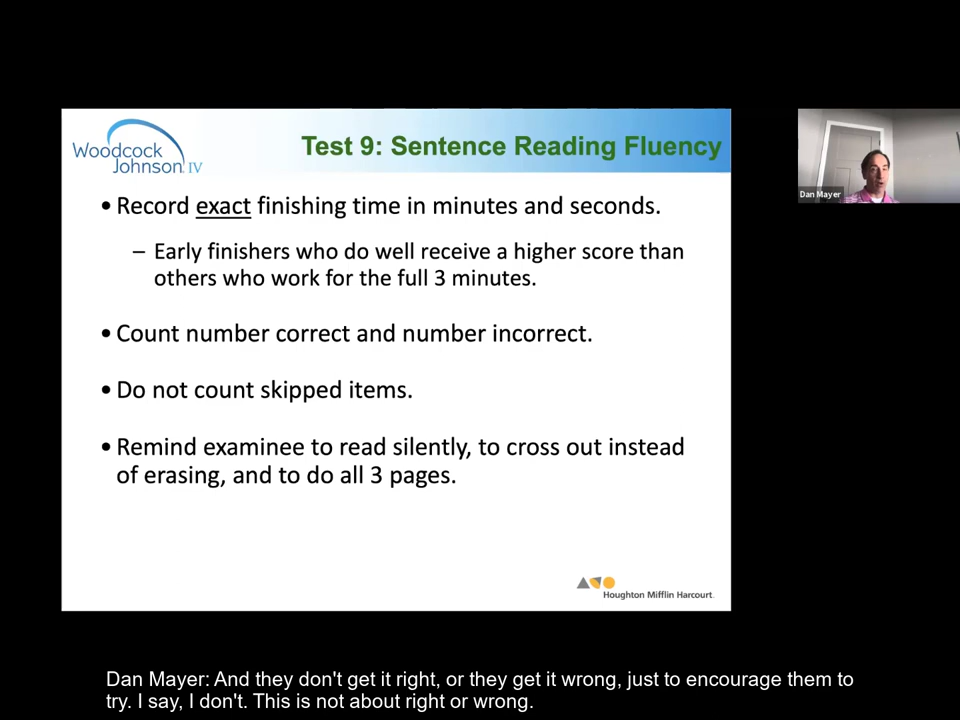 Woodcock
Johnson IV
Test 9: Sentence Reading Fluency
• Record exact finishing time in minutes and seconds.
– Early finishers who do well receive a higher score than
others who work for the full 3 minutes.
• Count number correct and number incorrect.
• Do not count skipped items.
• Remind examinee to read silently, to cross out instead
of erasing, and to do all 3 pages.
Houghton Mifflin Harcourt
Dan Mayer
Dan Mayer: And they don't get it right, or they get it wrong, just to encourage them to
try. I say, I don't. This is not about right or wrong.